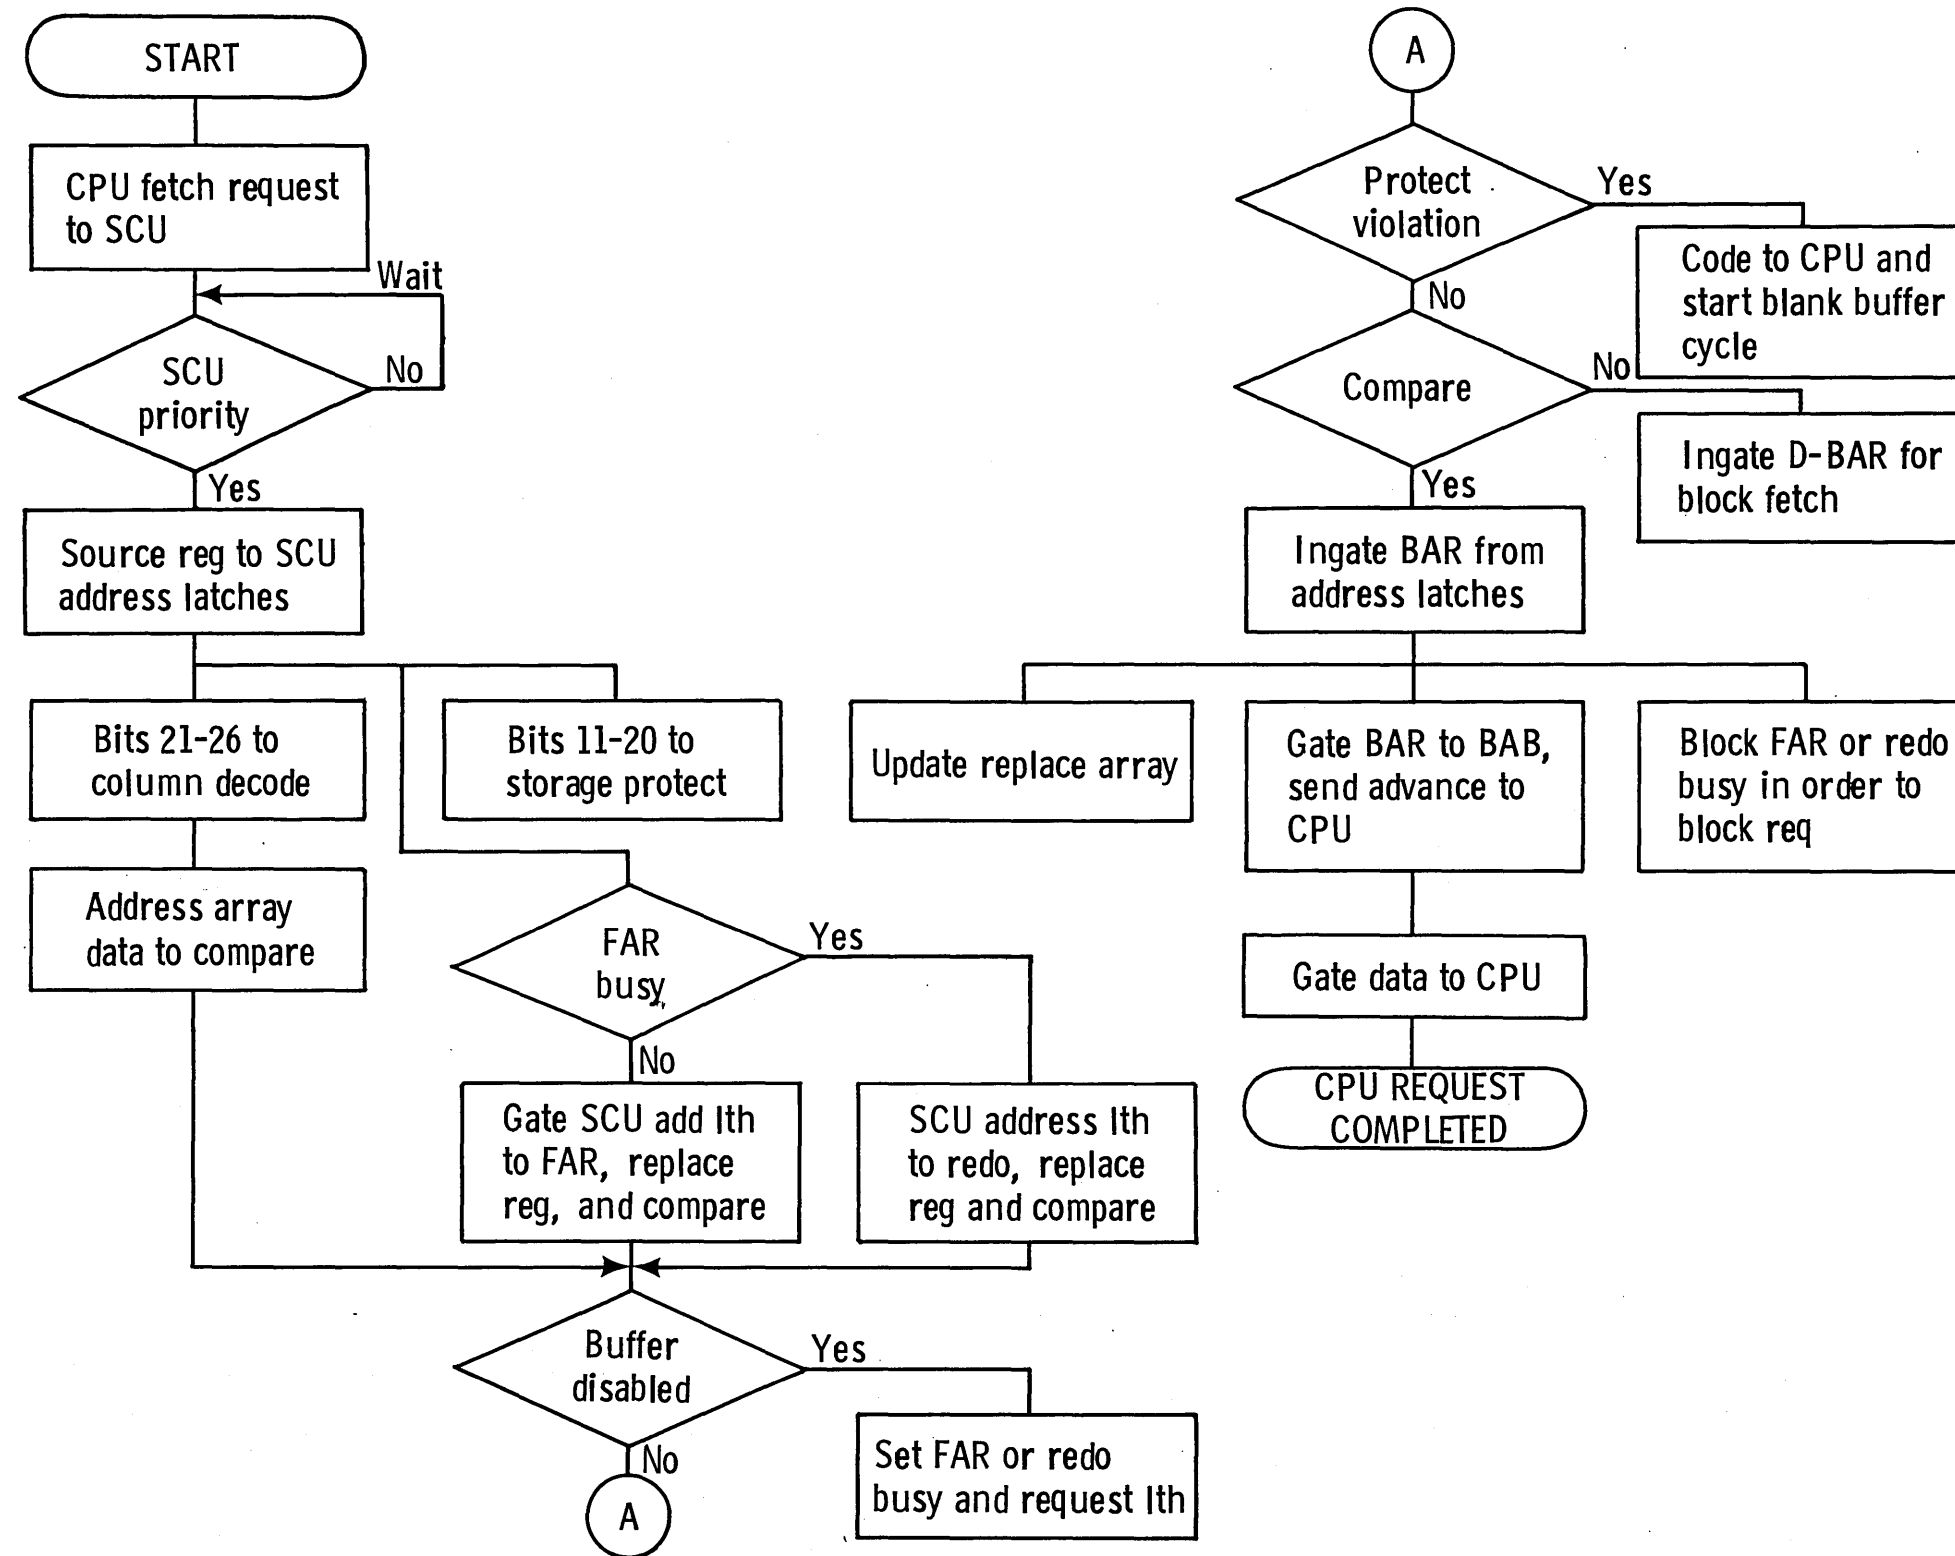 START
CPU fetch request
to SCU
Wait
SCU
priority
No
Yes
Source reg to SCU
address latches
Bits 21-26 to
column decode
Bits 11-20 to
storage protect
Address array
data to compare
FAR
busy
Yes
No
Gate SCU add lth
to FAR, replace
reg, and compare
SCU address lth
to redo, replace
reg and compare
Buffer
disabled
Yes
No
Set FAR or redo
busy and request lth
A
A
Protect
violation
Yes
No
Code to CPU and
start blank buffer
cycle
Compare
No
Yes
Ingate D-BAR for
block fetch
Ingate BAR from
address latches
Update replace array
Gate BAR to BAB,
send advance to
CPU
Block FAR or redo
busy in order to
block req
Gate data to CPU
CPU REQUEST
COMPLETED